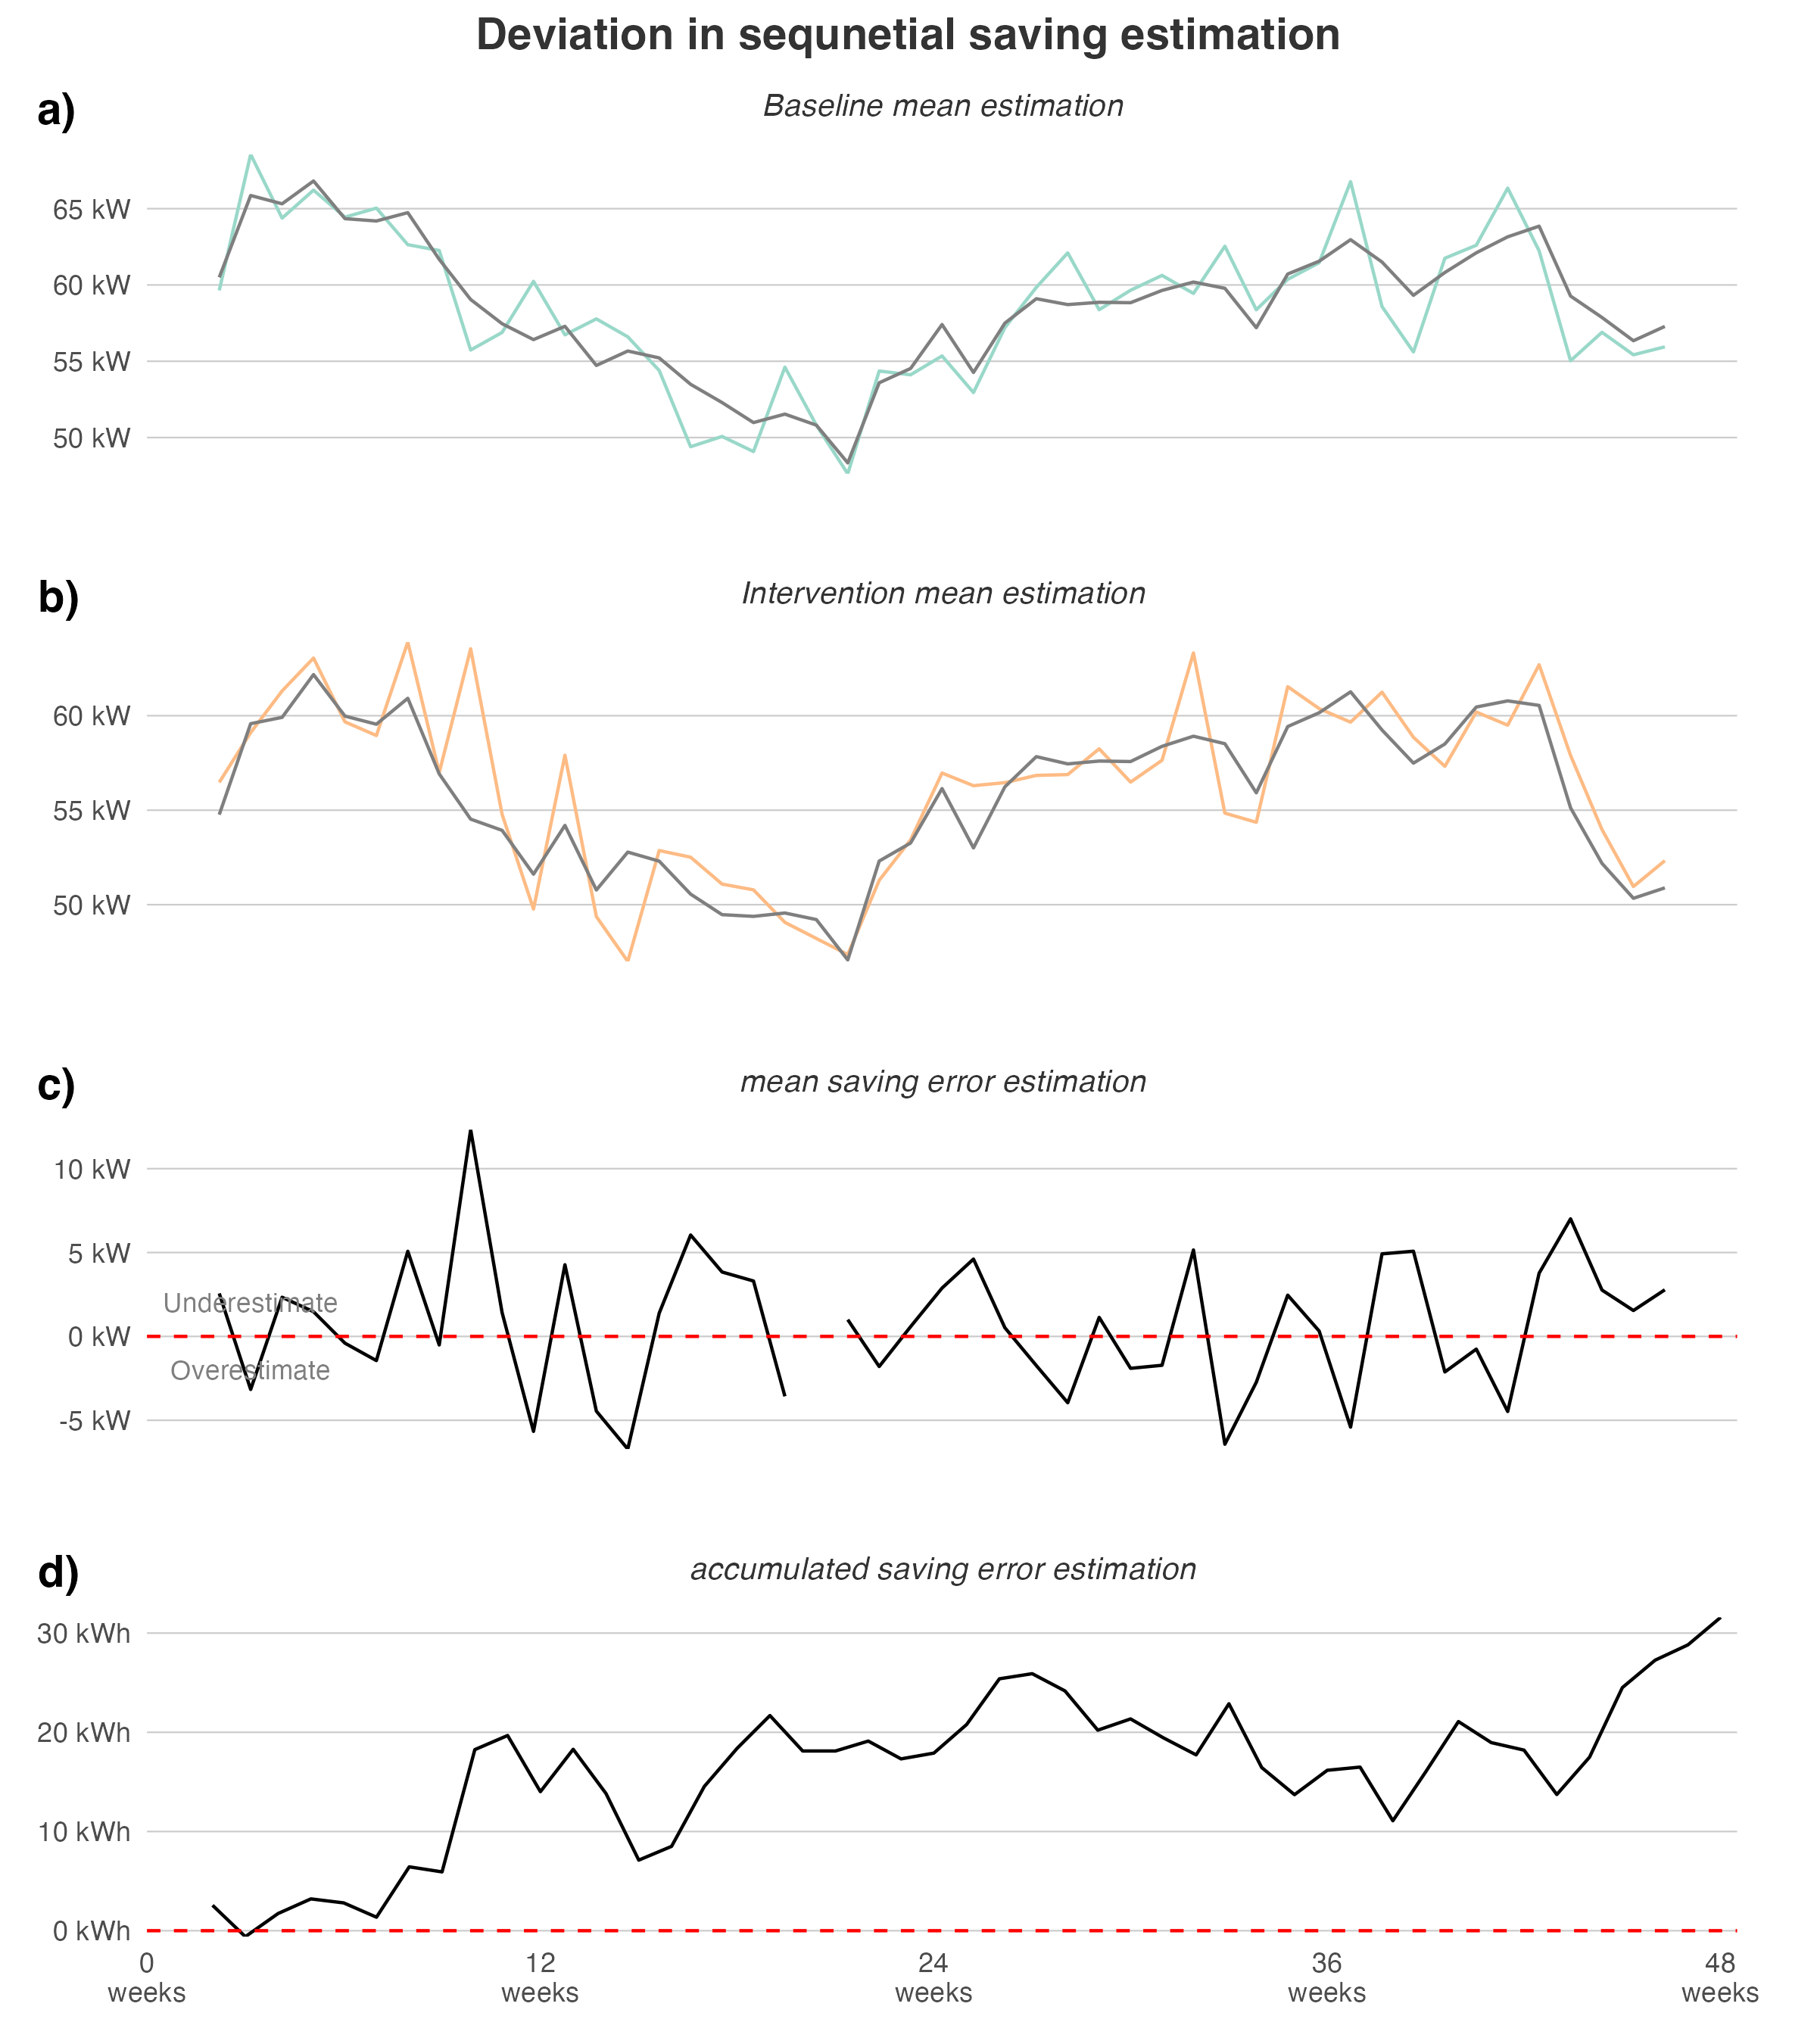 Deviation in sequnetial saving estimation
a)
Baseline mean estimation
65 kW
60 kW
55 kW
50 kW
b)
Intervention mean estimation
60 kW
55 kW
50 kW
c)
mean saving error estimation
10 kW
5 kW
Underestimate
0 kW
Overestimate
-5 kW
d)
accumulated saving error estimation
30 kWh
20 kWh
10 kWh
0 kWh
0 12 24 36 48
weeks weeks weeks weeks weeks